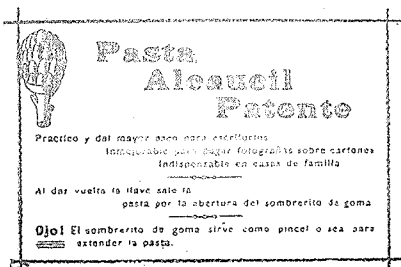 Pasta
Alcaucil
Patente
Practico y del mayor aseo para escritorios
Inmejorable para pegar fotografias sobre cartones
Indispensable en casas de familia
Al dar vuelta la llave sale la
pasta por la abertura del sombrerito de goma
Ojo! El sombrerito de goma sirve como pincel o sea para
extender la pasta.